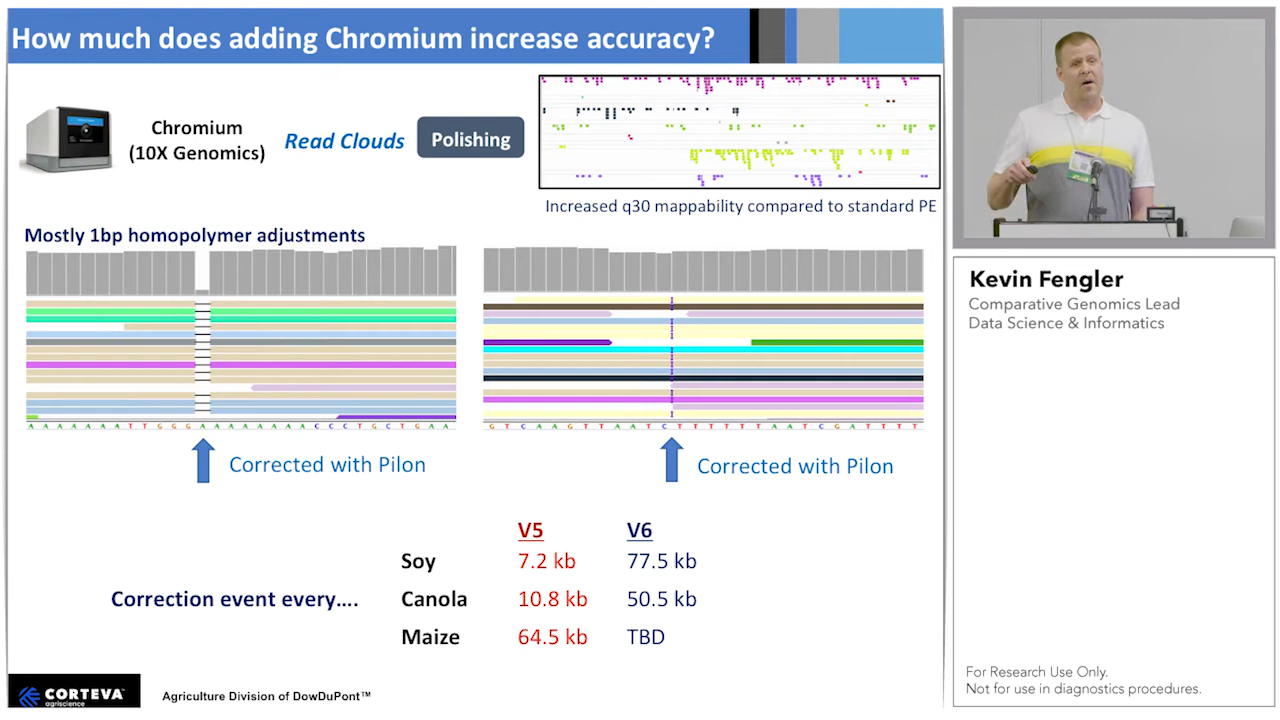 How much does adding Chromium increase accuracy?
Chromium
(10X Genomics)
Read Clouds
Polishing
Increased q30 mappability compared to standard PE
Mostly 1bp homopolymer adjustments
A A A A A A A T T G G G A A A A A A A A C C C T G C T G A A
G T C A A G T T A A T C T T T T T T A A T C G A T T T T
Corrected with Pilon
Corrected with Pilon
V5 V6
Soy 7.2 kb 77.5 kb
Correction event every.... Canola 10.8 kb 50.5 kb
Maize 64.5 kb TBD
CORTEVA™
agriscience
Agriculture Division of DowDuPont™
Kevin Fengler
Comparative Genomics Lead
Data Science & Informatics
For Research Use Only.
Not for use in diagnostics procedures.